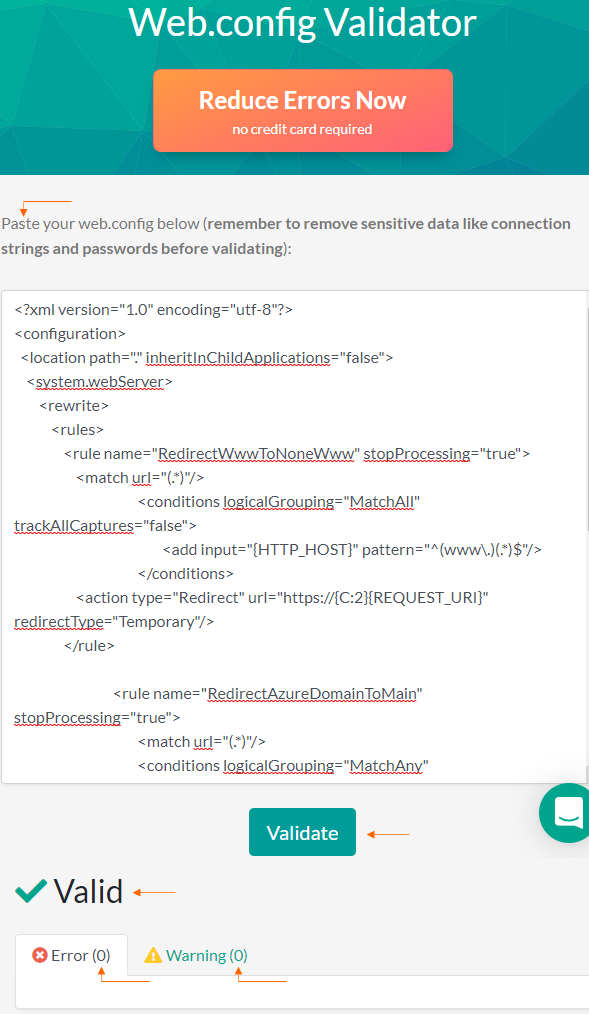 Web.config Validator
Reduce Errors Now
no credit card required
Paste your web.config below (remember to remove sensitive data like connection
strings and passwords before validating):
<?xml version="1.0" encoding="utf-8"?>
<configuration>
<location path="." inheritInChildApplications="false">
<system.webServer>
<rewrite>
<rules>
<rule name="RedirectWwwToNoneWww" stopProcessing="true">
<match url="(.*)"/>
<conditions logicalGrouping="MatchAll"
trackAllCaptures="false">
<add input="{HTTP_HOST}" pattern="^(www\.)(.*)$"/>
</conditions>
<action type="Redirect" url="https://{C:2}{REQUEST_URI}"
redirectType="Temporary"/>
</rule>
<rule name="RedirectAzureDomainToMain"
stopProcessing="true">
<match url="(.*)"/>
<conditions logicalGrouping="MatchAny"
Validate
Valid
Error (0) Warning (0)